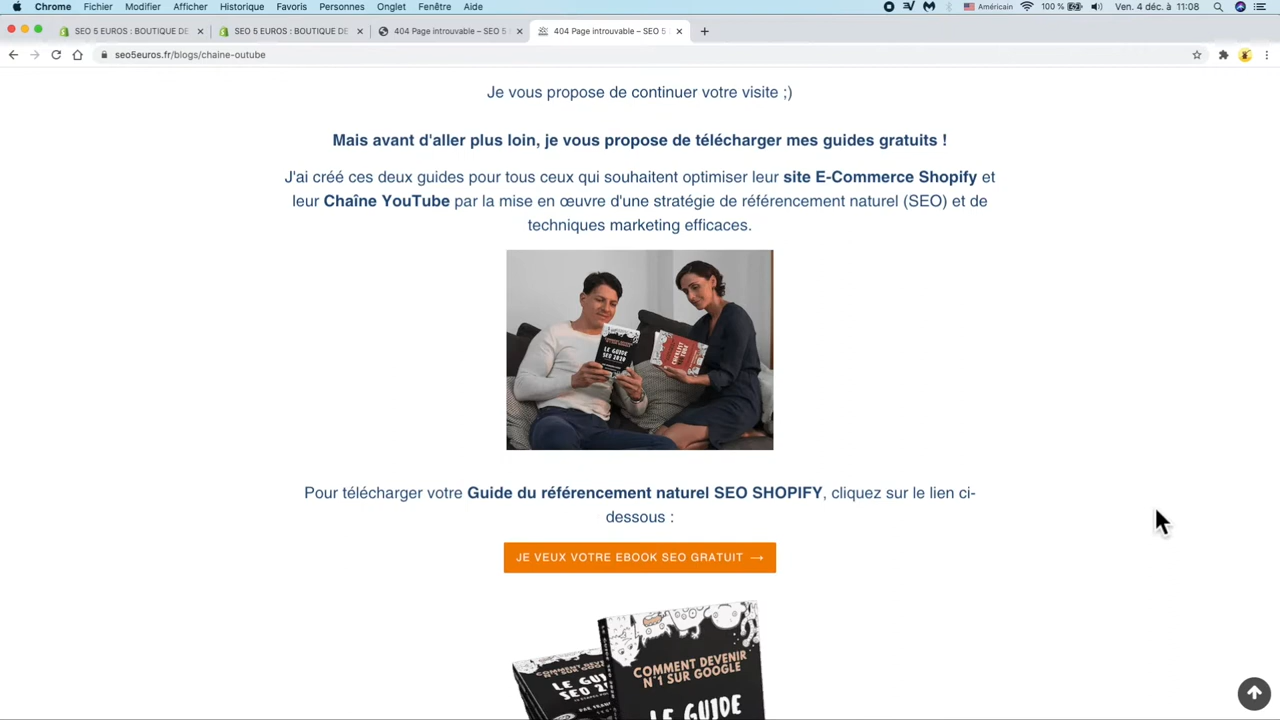 Chrome Fichier Modifier Afficher Historique Favoris Personnes Onglet Fenêtre Aide Américain 100 % Ven. 4 déc. à 11:08
SEO 5 EUROS : BOUTIQUE DE SEO 5 EUROS : BOUTIQUE DE 404 Page introuvable – SEO 5 404 Page introuvable – SEO 5
seo5euros.fr/blogs/chaine-outube
Je vous propose de continuer votre visite ;)
Mais avant d'aller plus loin, je vous propose de télécharger mes guides gratuits !
J'ai créé ces deux guides pour tous ceux qui souhaitent optimiser leur site E-Commerce Shopify et
leur Chaîne YouTube par la mise en œuvre d'une stratégie de référencement naturel (SEO) et de
techniques marketing efficaces.
LE GUIDE
SEO 2020
Pour télécharger votre Guide du référencement naturel SEO SHOPIFY, cliquez sur le lien ci-
dessous :
JE VEUX VOTRE EBOOK SEO GRATUIT →
COMMENT DEVENIR
N°1 SUR GOOGLE
LE GUIDE